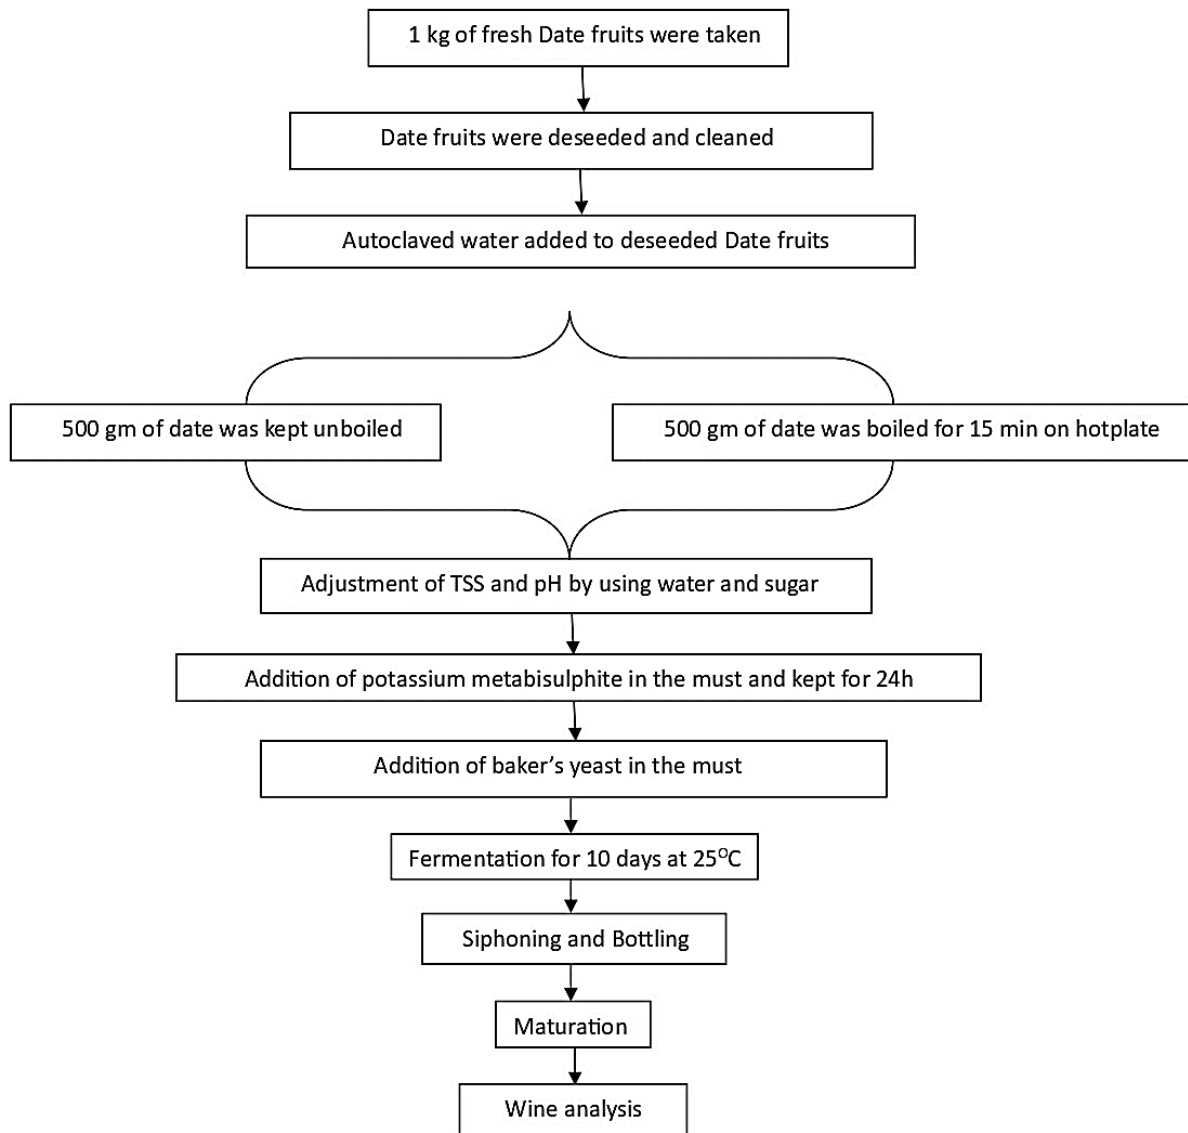 1 kg of fresh Date fruits were taken
Date fruits were deseeded and cleaned
Autoclaved water added to deseeded Date fruits
500 gm of date was kept unboiled
500 gm of date was boiled for 15 min on hotplate
Adjustment of TSS and pH by using water and sugar
Addition of potassium metabisulphite in the must and kept for 24h
Addition of baker’s yeast in the must
Fermentation for 10 days at 25⁰C
Siphoning and Bottling
Maturation
Wine analysis